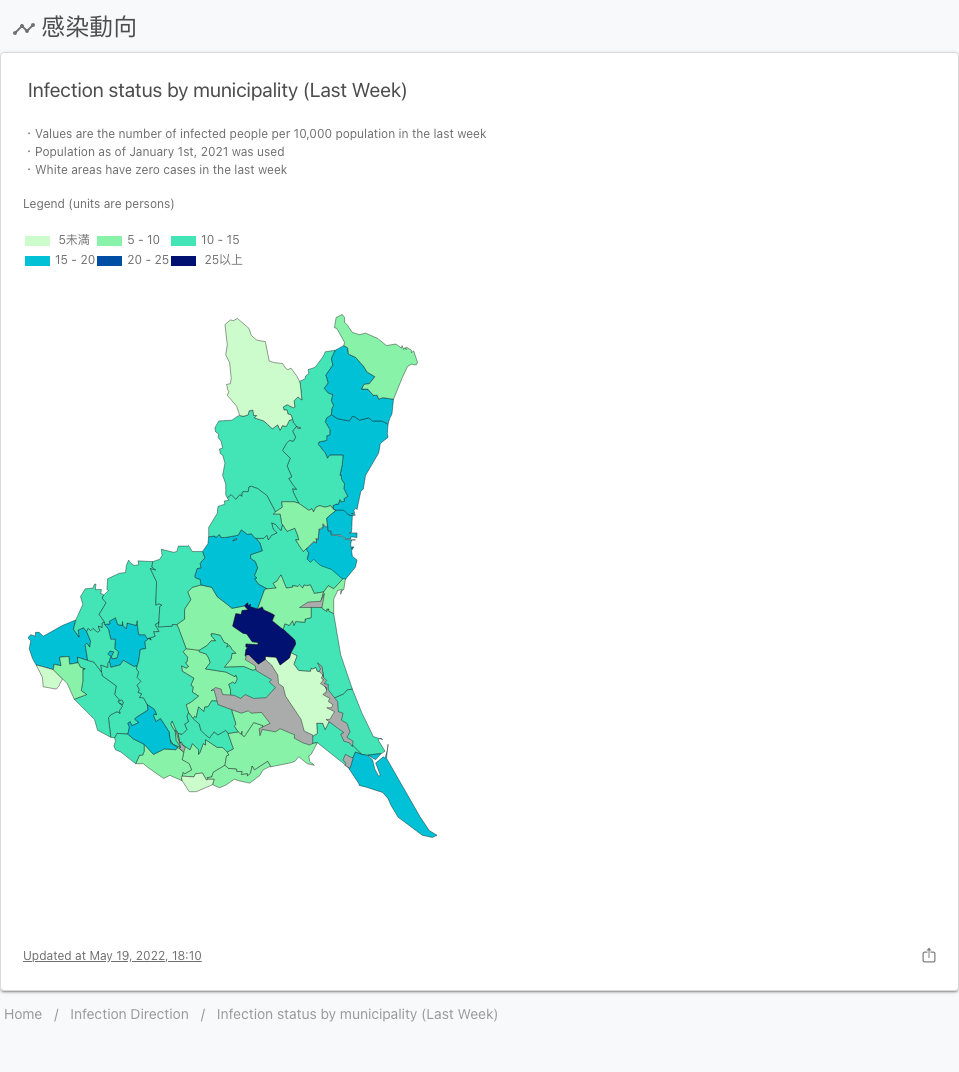 感染動向
Infection status by municipality (Last Week)
・Values are the number of infected people per 10,000 population in the last week
・Population as of January 1st, 2021 was used
・White areas have zero cases in the last week
Legend (units are persons)
5未満 5 - 10 10 - 15
15 - 20 20 - 25 25以上
Updated at May 19, 2022, 18:10
Home / Infection Direction / Infection status by municipality (Last Week)